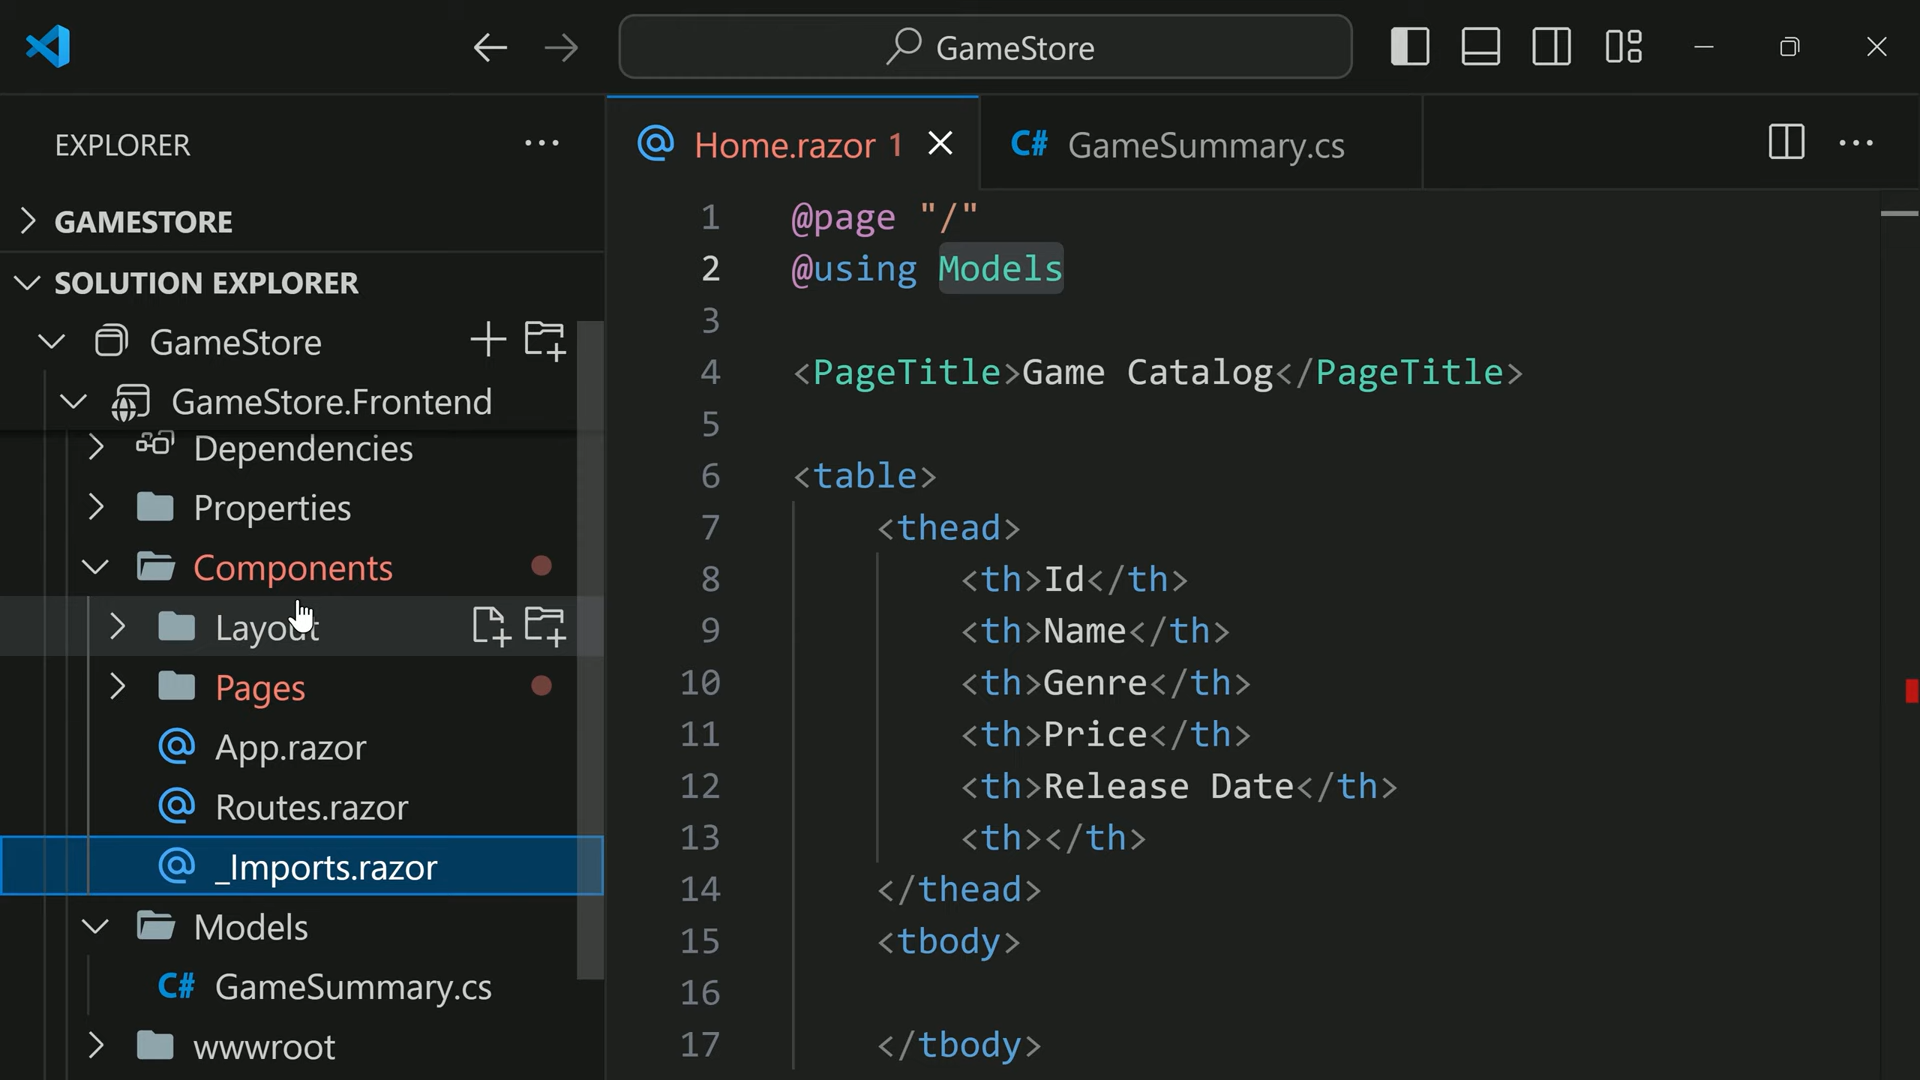 GameStore
EXPLORER
GAMESTORE
SOLUTION EXPLORER
GameStore
GameStore.Frontend
Dependencies
Properties
Components
Layout
Pages
@ App.razor
@ Routes.razor
@ _Imports.razor
Models
C# GameSummary.cs
wwwroot
@ Home.razor 1
C# GameSummary.cs
1 @page "/"
2 @using Models
3
4 <PageTitle>Game Catalog</PageTitle>
5
6 <table>
7 <thead>
8 <th>Id</th>
9 <th>Name</th>
10 <th>Genre</th>
11 <th>Price</th>
12 <th>Release Date</th>
13 <th></th>
14 </thead>
15 <tbody>
16
17 </tbody>